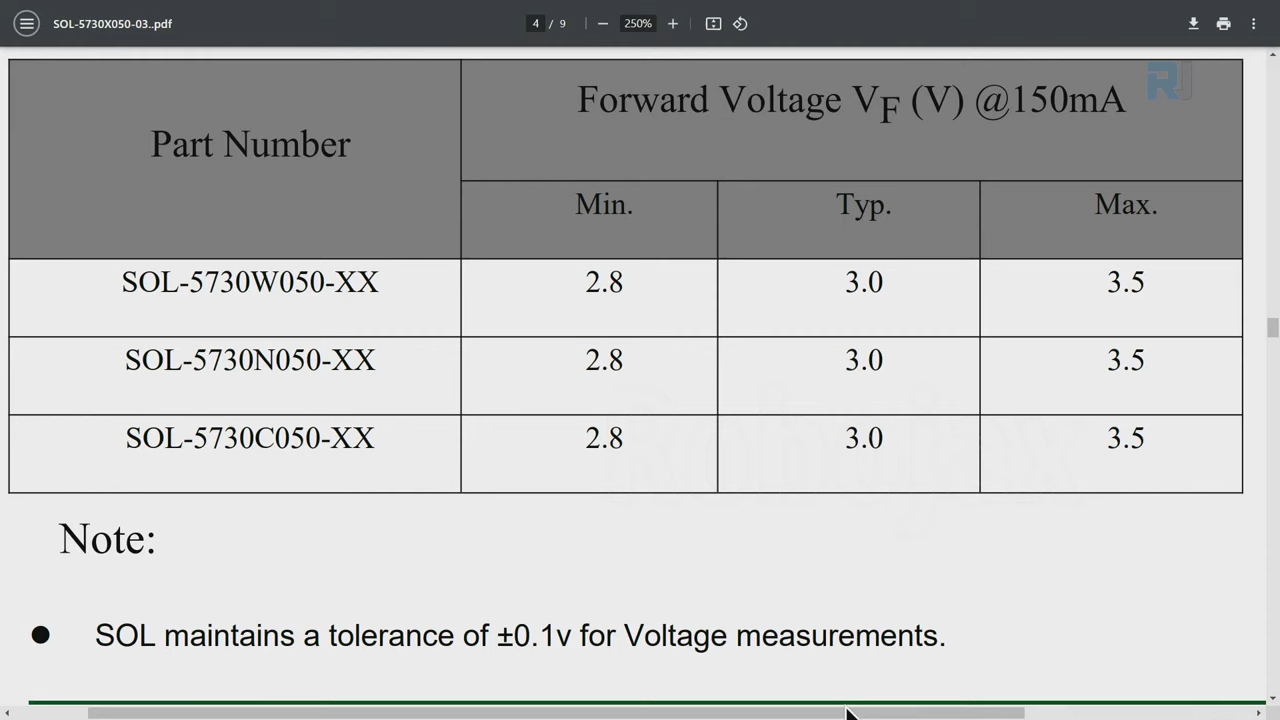 SOL-5730X050-03..pdf
4 / 9
250%
RJ
Part Number
Forward Voltage VF (V) @150mA
Min. Typ. Max.
SOL-5730W050-XX 2.8 3.0 3.5
SOL-5730N050-XX 2.8 3.0 3.5
SOL-5730C050-XX 2.8 3.0 3.5
Robojax
Note:
● SOL maintains a tolerance of ±0.1v for Voltage measurements.